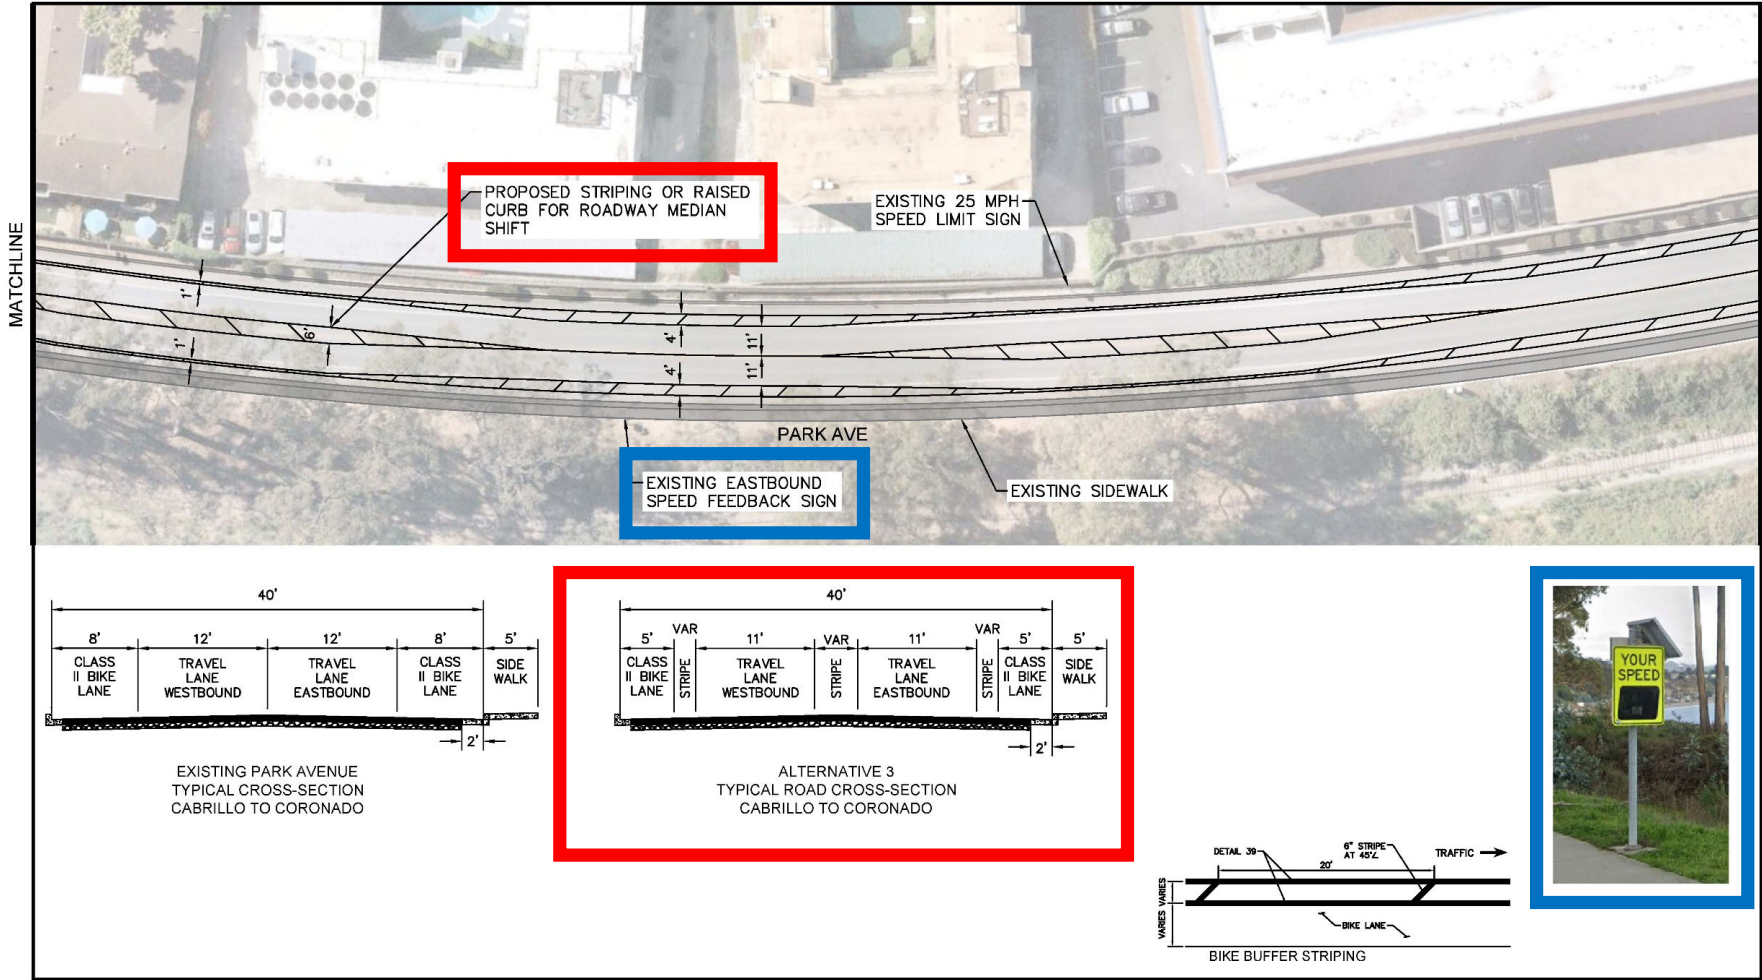 MATCHLINE
PROPOSED STRIPING OR RAISED
CURB FOR ROADWAY MEDIAN
SHIFT
EXISTING 25 MPH
SPEED LIMIT SIGN
1'
6'
1'
4'
11'
4'
11'
PARK AVE
EXISTING EASTBOUND
SPEED FEEDBACK SIGN
EXISTING SIDEWALK
40'
8'
12'
12'
8'
5'
CLASS
II BIKE
LANE
TRAVEL
LANE
WESTBOUND
TRAVEL
LANE
EASTBOUND
CLASS
II BIKE
LANE
SIDE
WALK
2'
EXISTING PARK AVENUE
TYPICAL CROSS-SECTION
CABRILLO TO CORONADO
40'
5'
VAR
11'
VAR
11'
VAR
5'
5'
CLASS
II BIKE
LANE
STRIPE
TRAVEL
LANE
WESTBOUND
STRIPE
TRAVEL
LANE
EASTBOUND
STRIPE
CLASS
II BIKE
LANE
SIDE
WALK
2'
ALTERNATIVE 3
TYPICAL ROAD CROSS-SECTION
CABRILLO TO CORONADO
YOUR
SPEED
DETAIL 39
6" STRIPE
AT 45°∠
TRAFFIC
20'
VARIES
VARIES
BIKE LANE
BIKE BUFFER STRIPING